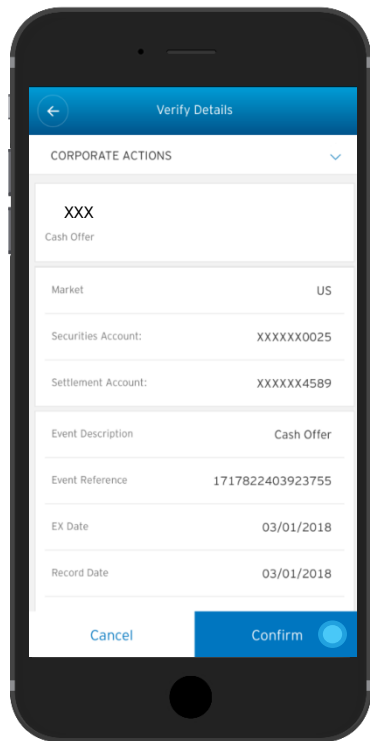 Verify Details
CORPORATE ACTIONS
XXX
Cash Offer
Market US
Securities Account: XXXXXX0025
Settlement Account: XXXXXX4589
Event Description Cash Offer
Event Reference 1717822403923755
EX Date 03/01/2018
Record Date 03/01/2018
Cancel Confirm